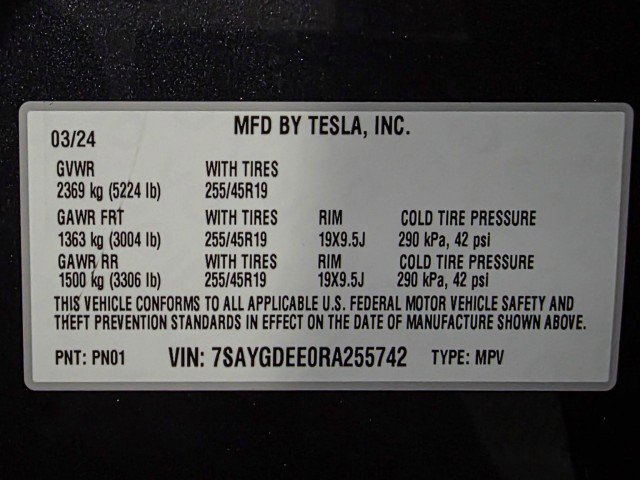 MFD BY TESLA, INC.
03/24
GVWR WITH TIRES
2369 kg (5224 lb) 255/45R19
GAWR FRT WITH TIRES RIM COLD TIRE PRESSURE
1363 kg (3004 lb) 255/45R19 19X9.5J 290 kPa, 42 psi
GAWR RR WITH TIRES RIM COLD TIRE PRESSURE
1500 kg (3306 lb) 255/45R19 19X9.5J 290 kPa, 42 psi
THIS VEHICLE CONFORMS TO ALL APPLICABLE U.S. FEDERAL MOTOR VEHICLE SAFETY AND
THEFT PREVENTION STANDARDS IN EFFECT ON THE DATE OF MANUFACTURE SHOWN ABOVE.
PNT: PN01 VIN: 7SAYGDEE0RA255742 TYPE: MPV